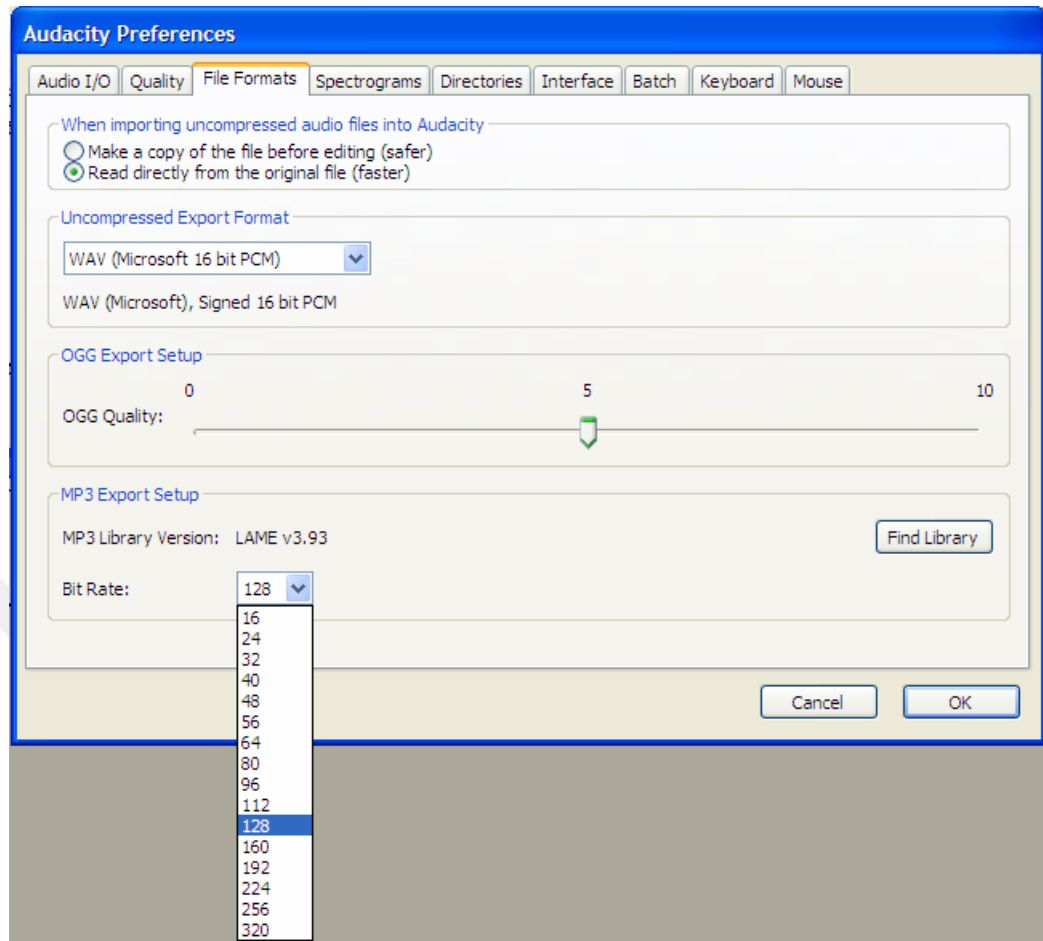 Audacity Preferences
Audio I/O Quality File Formats Spectrograms Directories Interface Batch Keyboard Mouse
When importing uncompressed audio files into Audacity
Make a copy of the file before editing (safer)
Read directly from the original file (faster)
Uncompressed Export Format
WAV (Microsoft 16 bit PCM)
WAV (Microsoft), Signed 16 bit PCM
OGG Export Setup
0 5 10
OGG Quality:
MP3 Export Setup
MP3 Library Version: LAME v3.93 Find Library
Bit Rate: 128
16
24
32
40
48
56
64
80
96
112
128
160
192
224
256
320
Cancel OK